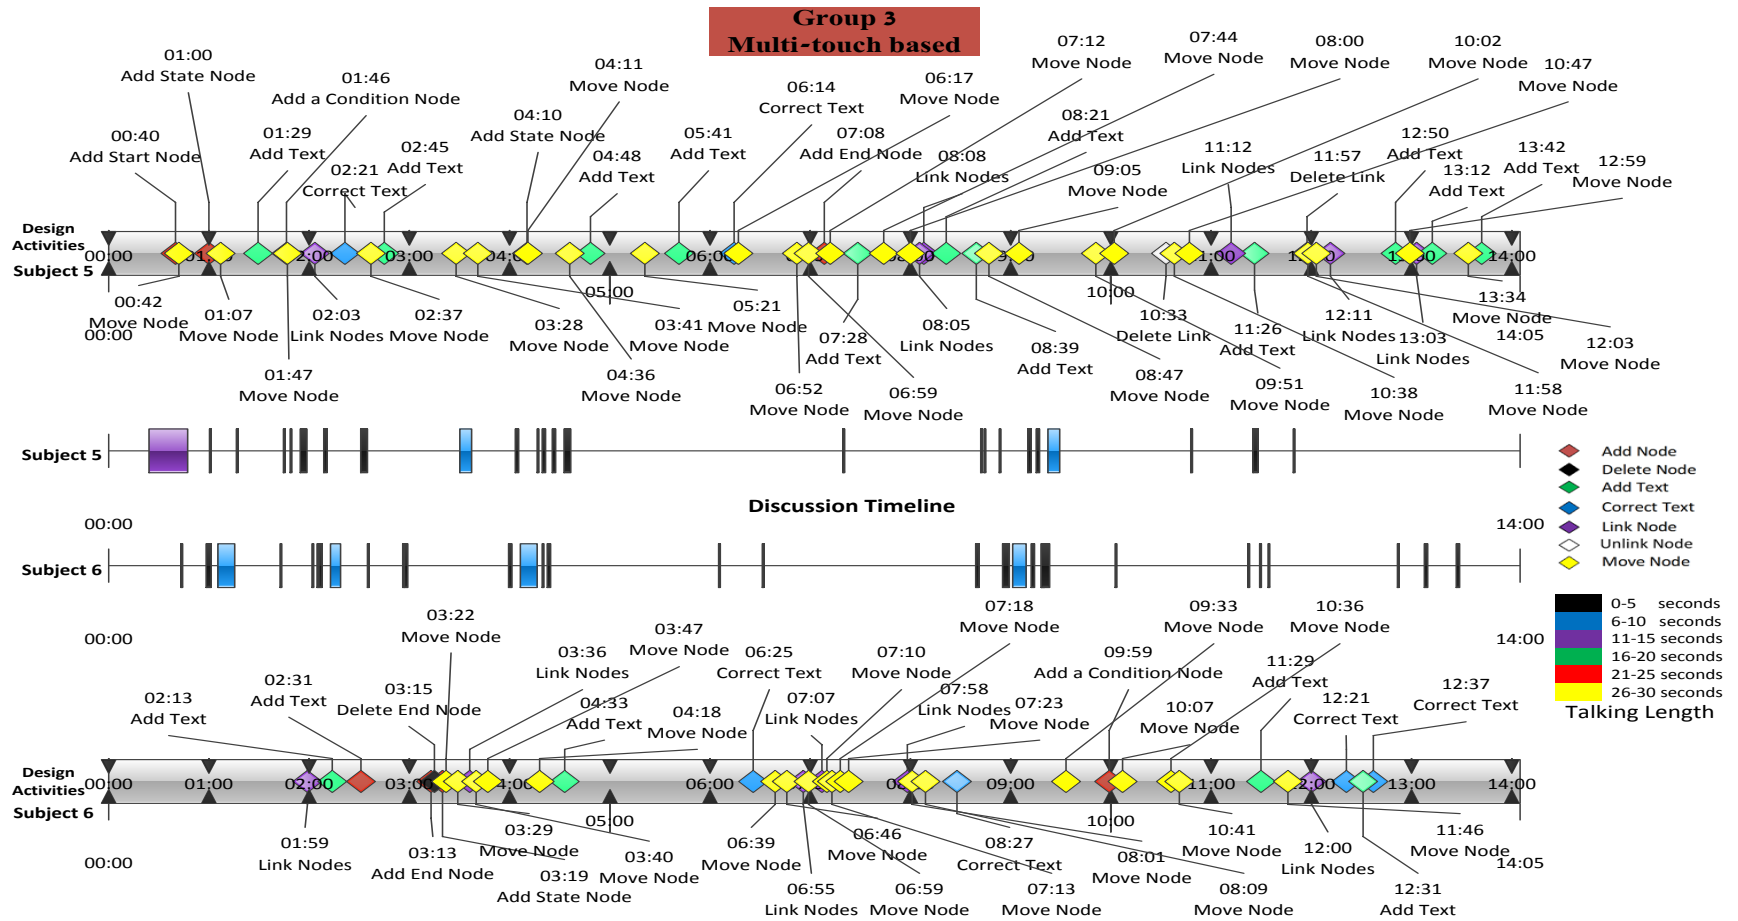 Group 3
Multi-touch based
01:00
Add State Node
01:46
Add a Condition Node
04:11
Move Node
06:14
Correct Text
06:17
Move Node
07:12
Move Node
07:44
Move Node
08:00
Move Node
10:02
Move Node
10:47
Move Node
00:40
Add Start Node
01:29
Add Text
02:21
Correct Text
02:45
Add Text
04:10
Add State Node
04:48
Add Text
05:41
Add Text
07:08
Add End Node
08:08
Link Nodes
08:21
Add Text
09:05
Move Node
11:12
Link Nodes
11:57
Delete Link
12:50
Add Text
13:12
Add Text
13:42
Add Text
12:59
Move Node
Design
Activities
Subject 5
00:00
01:00
02:00
03:00
04:00
05:00
06:00
08:00
9:00
10:00
11:00
14:00
00:42
Move Node
00:00
01:07
Move Node
02:03
Link Nodes
02:37
Move Node
03:28
Move Node
03:41
Move Node
05:21
Move Node
07:28
Add Text
08:05
Link Nodes
08:39
Add Text
10:33
Delete Link
11:26
Add Text
12:11
Link Nodes
13:03
Link Nodes
13:34
Move Node
14:05
12:03
Move Node
01:47
Move Node
04:36
Move Node
06:52
Move Node
06:59
Move Node
08:47
Move Node
09:51
Move Node
10:38
Move Node
11:58
Move Node
Subject 5
Discussion Timeline
00:00
14:00
Subject 6
00:00
14:00
Add Node
Delete Node
Add Text
Correct Text
Link Node
Unlink Node
Move Node
0-5 seconds
6-10 seconds
11-15 seconds
16-20 seconds
21-25 seconds
26-30 seconds
Talking Length
03:22
Move Node
03:36
Link Nodes
03:47
Move Node
06:25
Correct Text
07:10
Move Node
07:18
Move Node
09:33
Move Node
10:36
Move Node
02:13
Add Text
02:31
Add Text
03:15
Delete End Node
04:33
Add Text
04:18
Move Node
07:07
Link Nodes
07:58
Link Nodes
07:23
Move Node
09:59
Add a Condition Node
10:07
Move Node
11:29
Add Text
12:21
Correct Text
12:37
Correct Text
Design
Activities
Subject 6
00:00
01:00
02:00
03:00
04:00
05:00
06:00
08:00
09:00
10:00
11:00
12:00
13:00
14:00
00:00
01:59
Link Nodes
03:13
Add End Node
03:29
Move Node
03:19
Add State Node
03:40
Move Node
06:39
Move Node
06:46
Move Node
06:55
Link Nodes
06:59
Move Node
08:27
Correct Text
07:13
Move Node
08:01
Move Node
08:09
Move Node
10:41
Move Node
12:00
Link Nodes
12:31
Add Text
11:46
Move Node
14:05